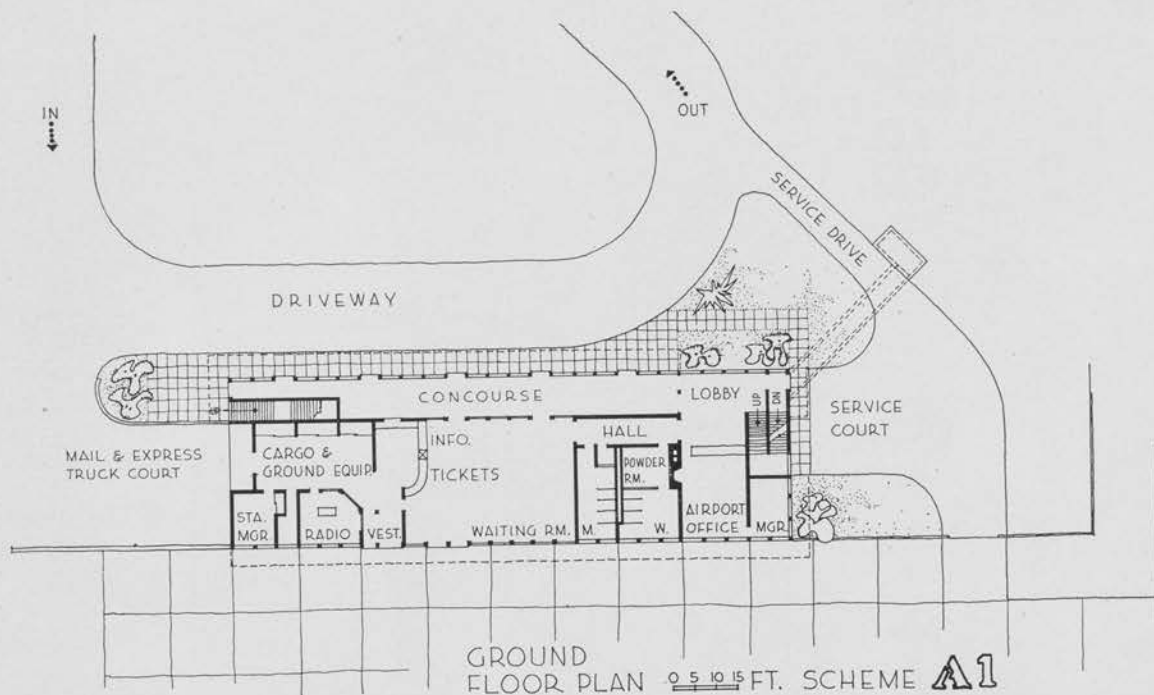 IN
OUT
SERVICE DRIVE
DRIVEWAY
CONCOURSE
LOBBY
UP
DN
UP
SERVICE
COURT
HALL
INFO.
MAIL & EXPRESS
TRUCK COURT
CARGO &
GROUND EQUIP.
TICKETS
POWDER
RM.
STA.
MGR.
RADIO
VEST.
WAITING RM.
M.
W.
AIRPORT
OFFICE
MGR.
GROUND
FLOOR PLAN 0 5 10 15 FT. SCHEME A1